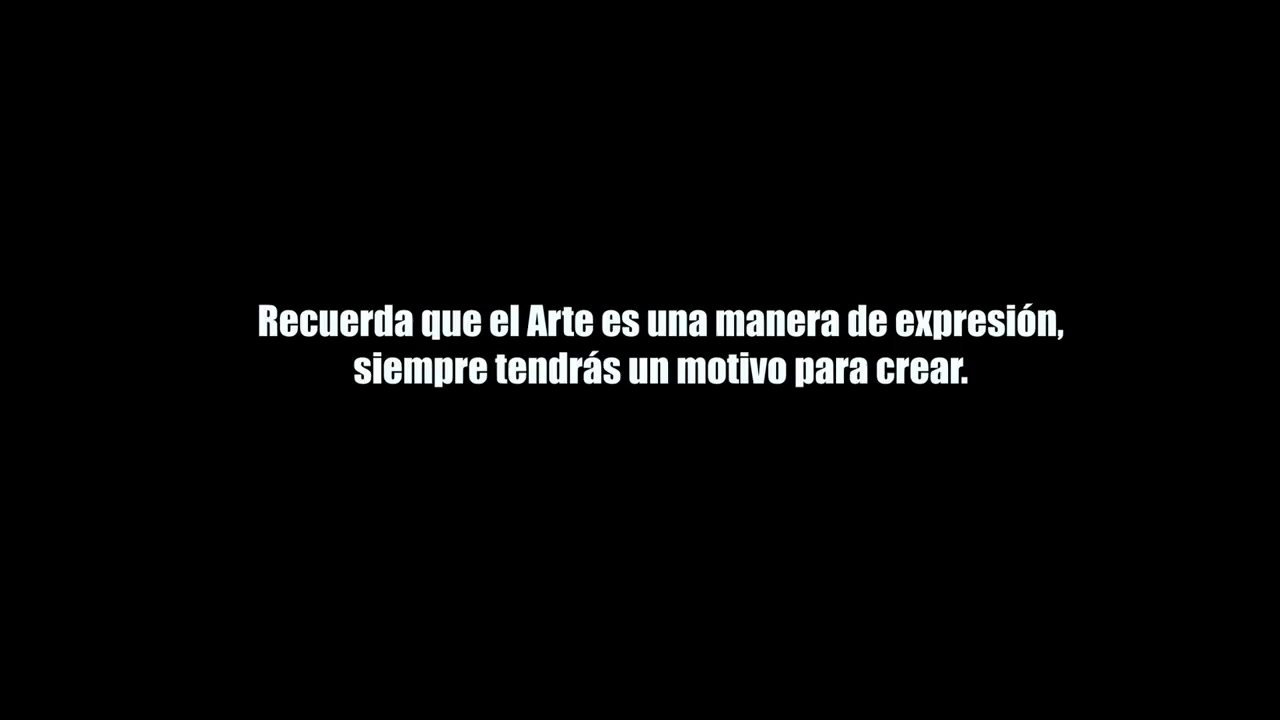 Recuerda que el Arte es una manera de expresión,
siempre tendrás un motivo para crear.